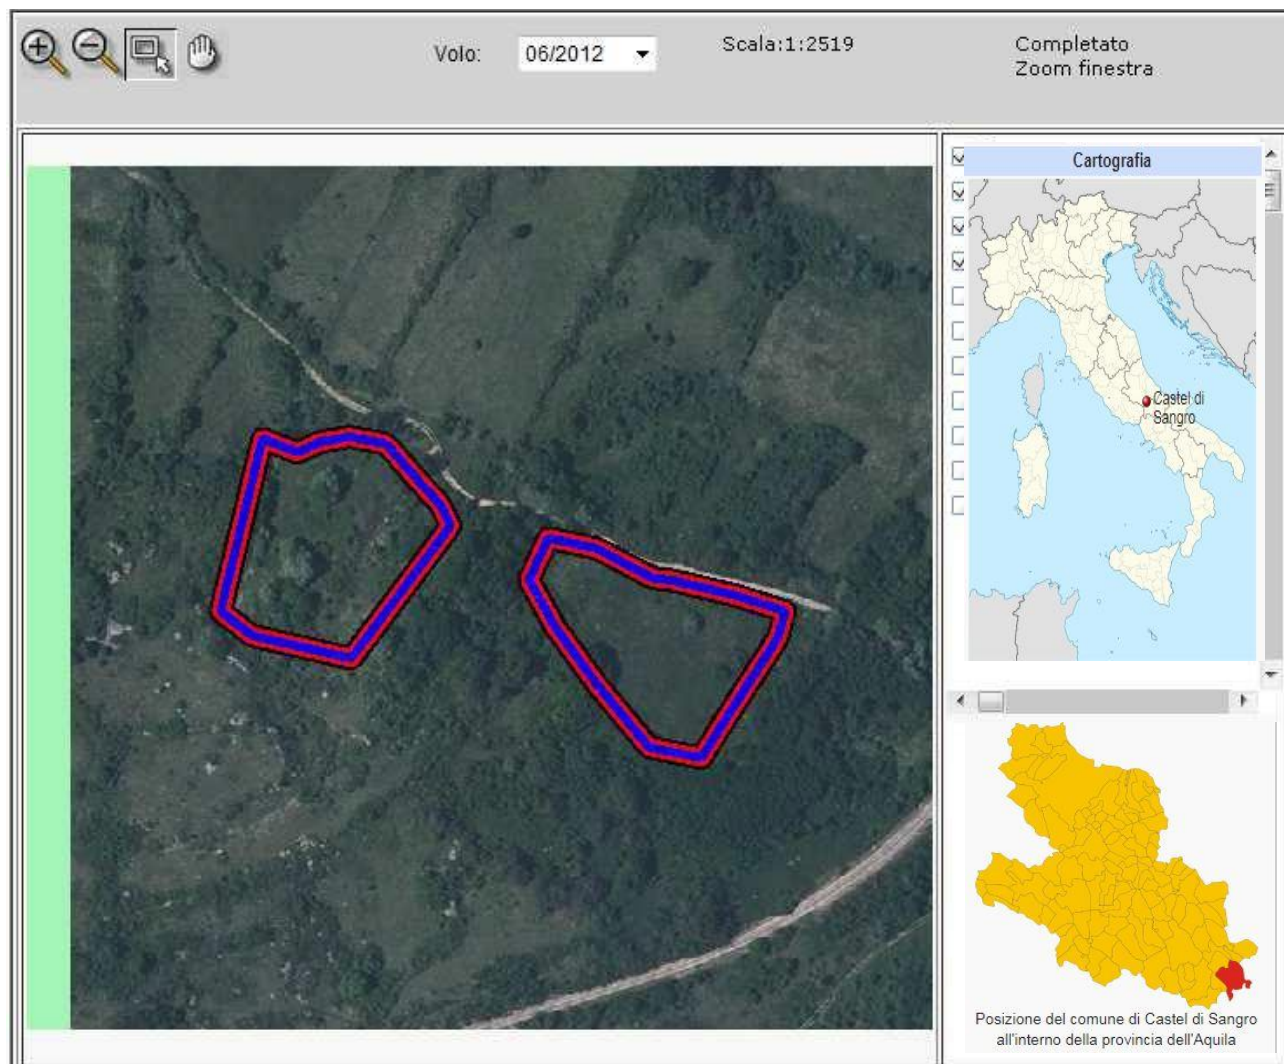 Volo:
06/2012
Scala:1:2519
Completato
Zoom finestra
Cartografia
Castel di
Sangro
Posizione del comune di Castel di Sangro
all'interno della provincia dell'Aquila